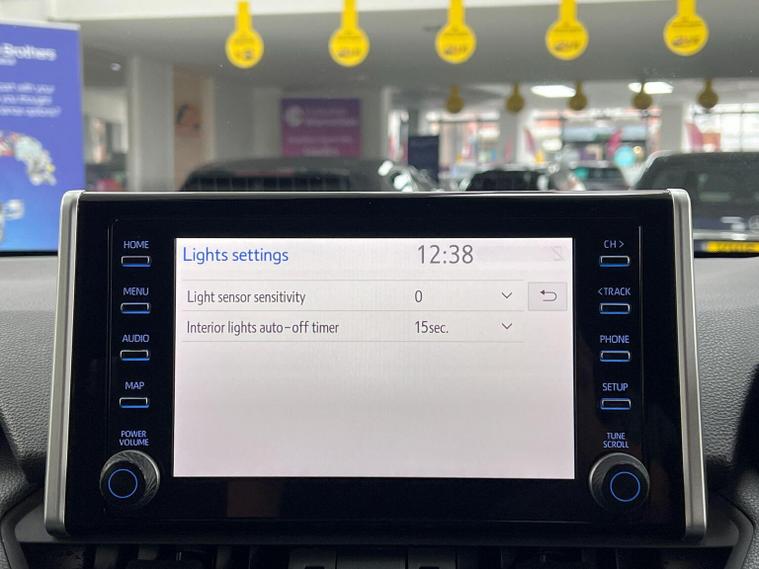 Brothers
HOME
MENU
AUDIO
MAP
POWER
VOLUME
Lights settings
12:38
Light sensor sensitivity
0
Interior lights auto-off timer
15sec.
CH >
< TRACK
PHONE
SETUP
TUNE
SCROLL